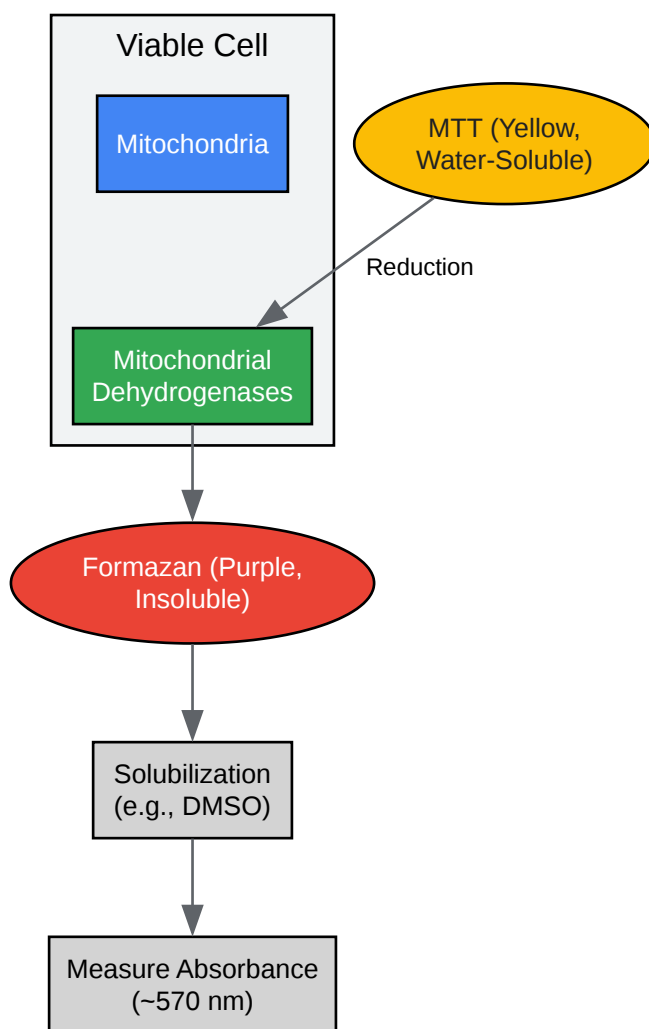 Viable Cell
Mitochondria
MTT (Yellow,
Water-Soluble)
Reduction
Mitochondrial
Dehydrogenases
Formazan (Purple,
Insoluble)
Solubilization
(e.g., DMSO)
Measure Absorbance
(~570 nm)